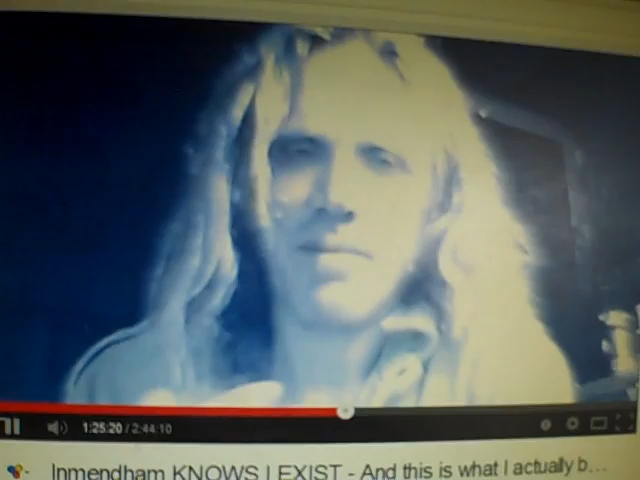 1:25:20 / 2:44:10
Inmendham KNOWS I EXIST - And this is what I actually b...